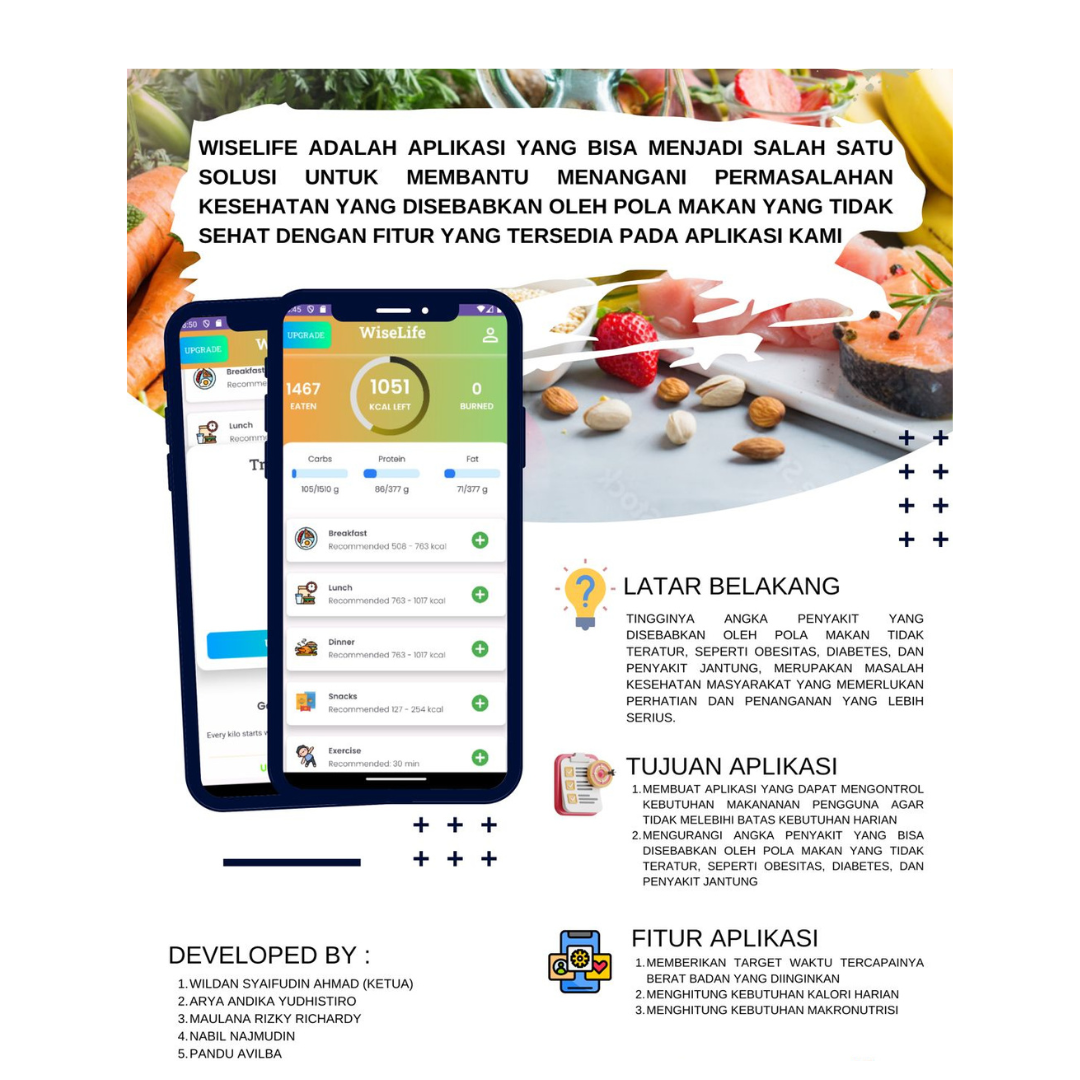 WISELIFE ADALAH APLIKASI YANG BISA MENJADI SALAH SATU
SOLUSI UNTUK MEMBANTU MENANGANI PERMASALAHAN
KESEHATAN YANG DISEBABKAN OLEH POLA MAKAN YANG TIDAK
SEHAT DENGAN FITUR YANG TERSEDIA PADA APLIKASI KAMI
:50
UPGRADE
W
Breakfast
Recomme
Lunch
Recomm
Tr
G
Every kilo starts w
U
:45
UPGRADE
WiseLife
1467
EATEN
1051
KCAL LEFT
0
BURNED
Carbs
Protein
Fat
105/1510 g
86/377 g
71/377 g
Breakfast
Recommended 508 - 763 kcal
Lunch
Recommended 763 - 1017 kcal
Dinner
Recommended 763 - 1017 kcal
Snacks
Recommended 127 - 254 kcal
Exercise
Recommended: 30 min
LATAR BELAKANG
TINGGINYA ANGKA PENYAKIT YANG
DISEBABKAN OLEH POLA MAKAN TIDAK
TERATUR, SEPERTI OBESITAS, DIABETES, DAN
PENYAKIT JANTUNG, MERUPAKAN MASALAH
KESEHATAN MASYARAKAT YANG MEMERLUKAN
PERHATIAN DAN PENANGANAN YANG LEBIH
SERIUS.
TUJUAN APLIKASI
1. MEMBUAT APLIKASI YANG DAPAT MENGONTROL
KEBUTUHAN MAKANANAN PENGGUNA AGAR
TIDAK MELEBIHI BATAS KEBUTUHAN HARIAN
2. MENGURANGI ANGKA PENYAKIT YANG BISA
DISEBABKAN OLEH POLA MAKAN YANG TIDAK
TERATUR, SEPERTI OBESITAS, DIABETES, DAN
PENYAKIT JANTUNG
FITUR APLIKASI
1. MEMBERIKAN TARGET WAKTU TERCAPAINYA
BERAT BADAN YANG DIINGINKAN
2. MENGHITUNG KEBUTUHAN KALORI HARIAN
3. MENGHITUNG KEBUTUHAN MAKRONUTRISI
DEVELOPED BY :
1. WILDAN SYAIFUDIN AHMAD (KETUA)
2. ARYA ANDIKA YUDHISTIRO
3. MAULANA RIZKY RICHARDY
4. NABIL NAJMUDIN
5. PANDU AVILBA